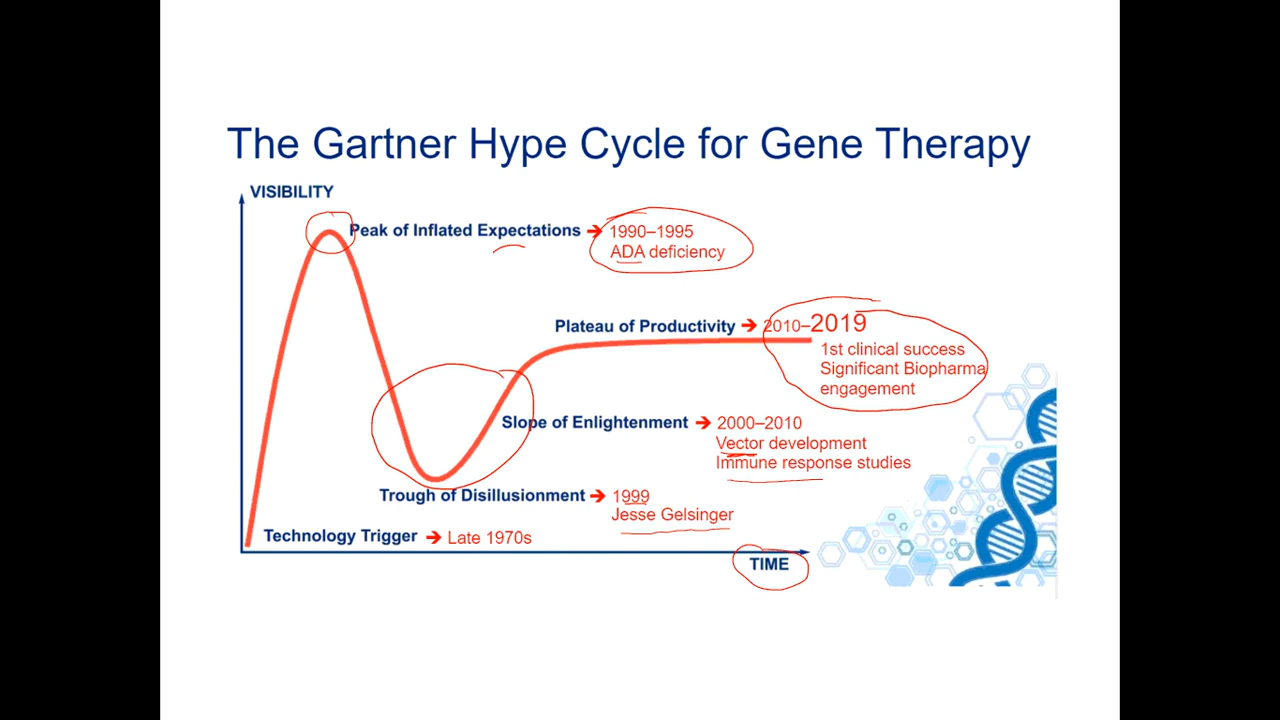 The Gartner Hype Cycle for Gene Therapy
VISIBILITY
Peak of Inflated Expectations → 1990–1995
ADA deficiency
Plateau of Productivity → 2010–2019
1st clinical success
Significant Biopharma
engagement
Slope of Enlightenment → 2000–2010
Vector development
Immune response studies
Trough of Disillusionment → 1999
Jesse Gelsinger
Technology Trigger → Late 1970s
TIME